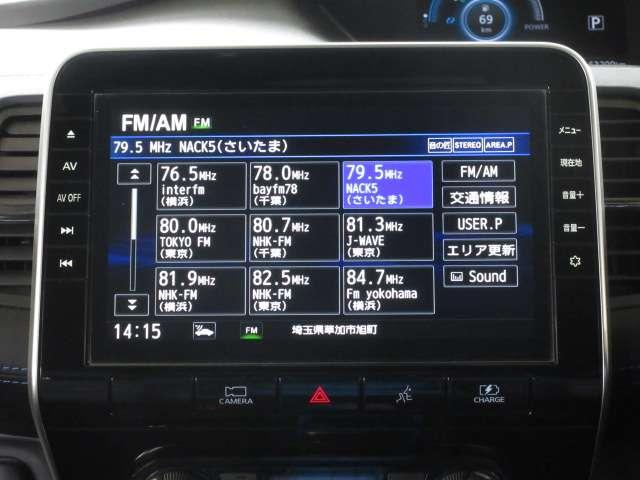 69
km
POWER
P
FM/AM FM
79.5 MHz NACK5(さいたま)
音の匠 STEREO AREA.P
76.5MHz
interfm
(横浜)
78.0MHz
bayfm78
(千葉)
79.5MHz
NACK5
(さいたま)
FM/AM
80.0MHz
TOKYO FM
(東京)
80.7MHz
NHK-FM
(千葉)
81.3MHz
J-WAVE
(東京)
交通情報
USER.P
81.9MHz
NHK-FM
(横浜)
82.5MHz
NHK-FM
(東京)
84.7MHz
Fm yokohama
(横浜)
エリア更新
Sound
14:15
FM
埼玉県草加市旭町
AV
AV OFF
メニュー
現在地
音量＋
音量－
CAMERA
CHARGE